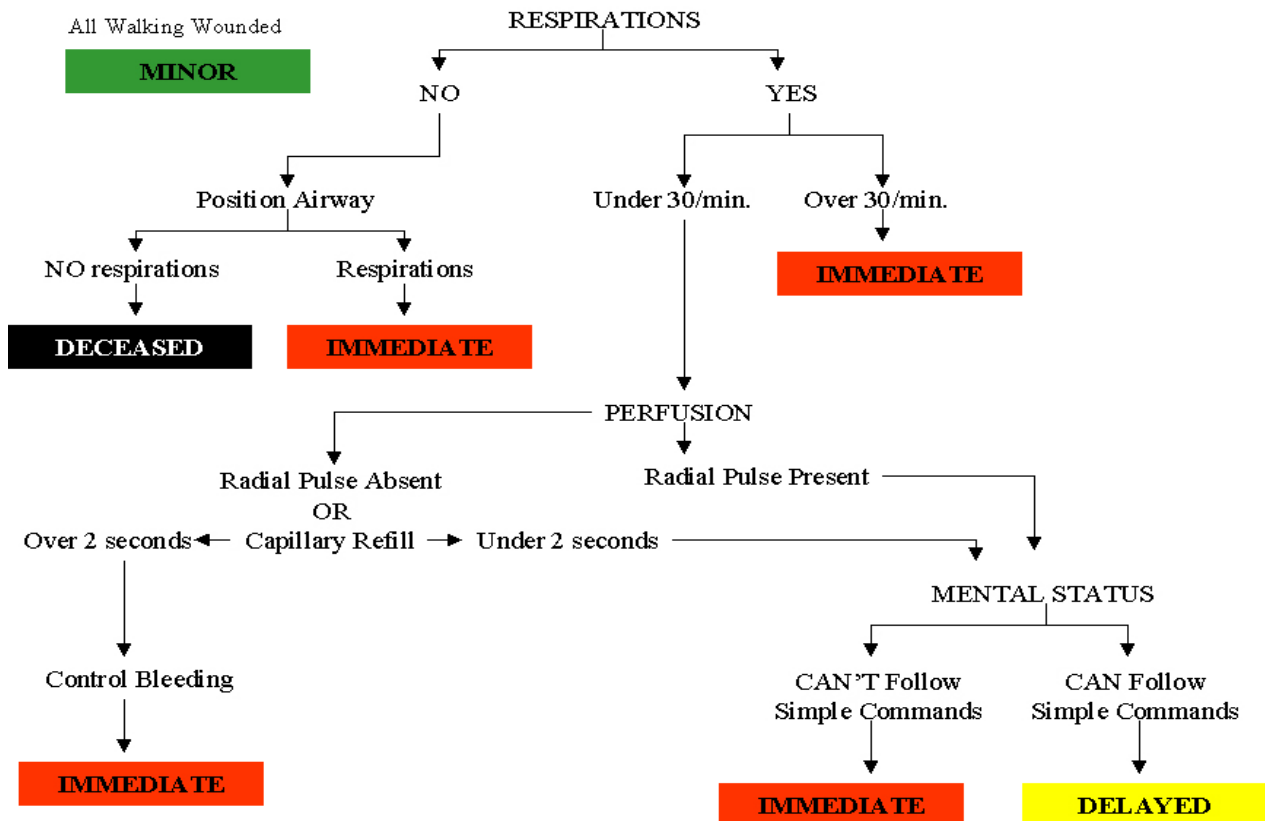 All Walking Wounded
MINOR
RESPIRATIONS
NO
YES
Position Airway
Under 30/min.
Over 30/min.
NO respirations
Respirations
IMMEDIATE
DECEASED
IMMEDIATE
PERFUSION
Radial Pulse Absent
OR
Radial Pulse Present
Over 2 seconds
Capillary Refill
Under 2 seconds
MENTAL STATUS
Control Bleeding
CAN’T Follow
Simple Commands
CAN Follow
Simple Commands
IMMEDIATE
IMMEDIATE
DELAYED